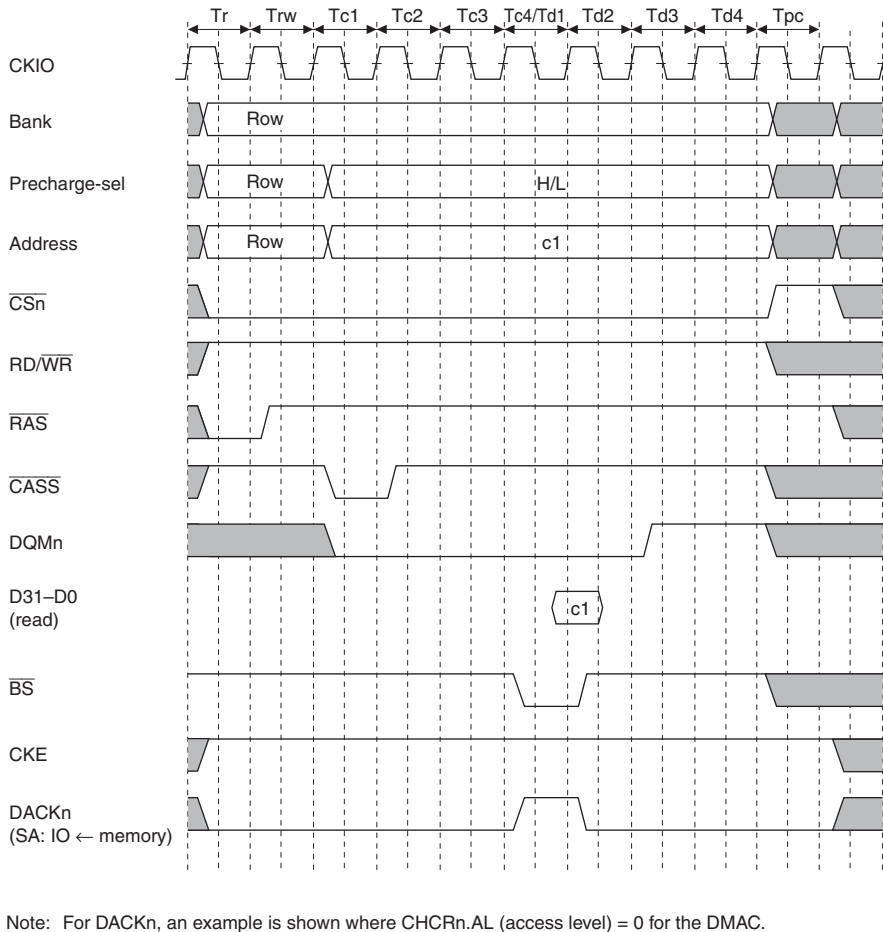 Tr Trw Tc1 Tc2 Tc3 Tc4/Td1 Td2 Td3 Td4 Tpc
CKIO
Bank Row
Precharge-sel Row H/L
Address Row c1
CSn
RD/WR
RAS
CASS
DQMn
D31–D0
(read) c1
BS
CKE
DACKn
(SA: IO ← memory)
Note: For DACKn, an example is shown where CHCRn.AL (access level) = 0 for the DMAC.